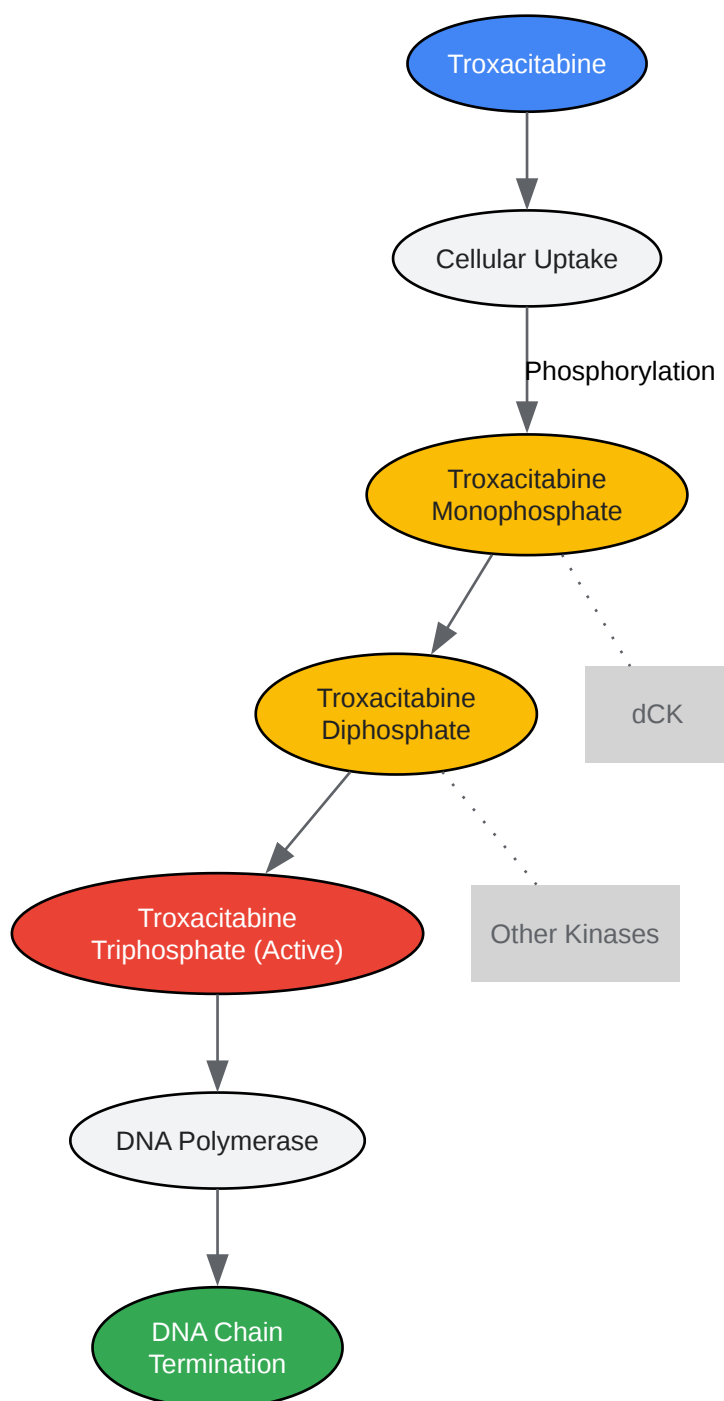 Troxacitabine
Cellular Uptake
Phosphorylation
Troxacitabine
Monophosphate
Troxacitabine
Diphosphate
dCK
Troxacitabine
Triphosphate (Active)
Other Kinases
DNA Polymerase
DNA Chain
Termination